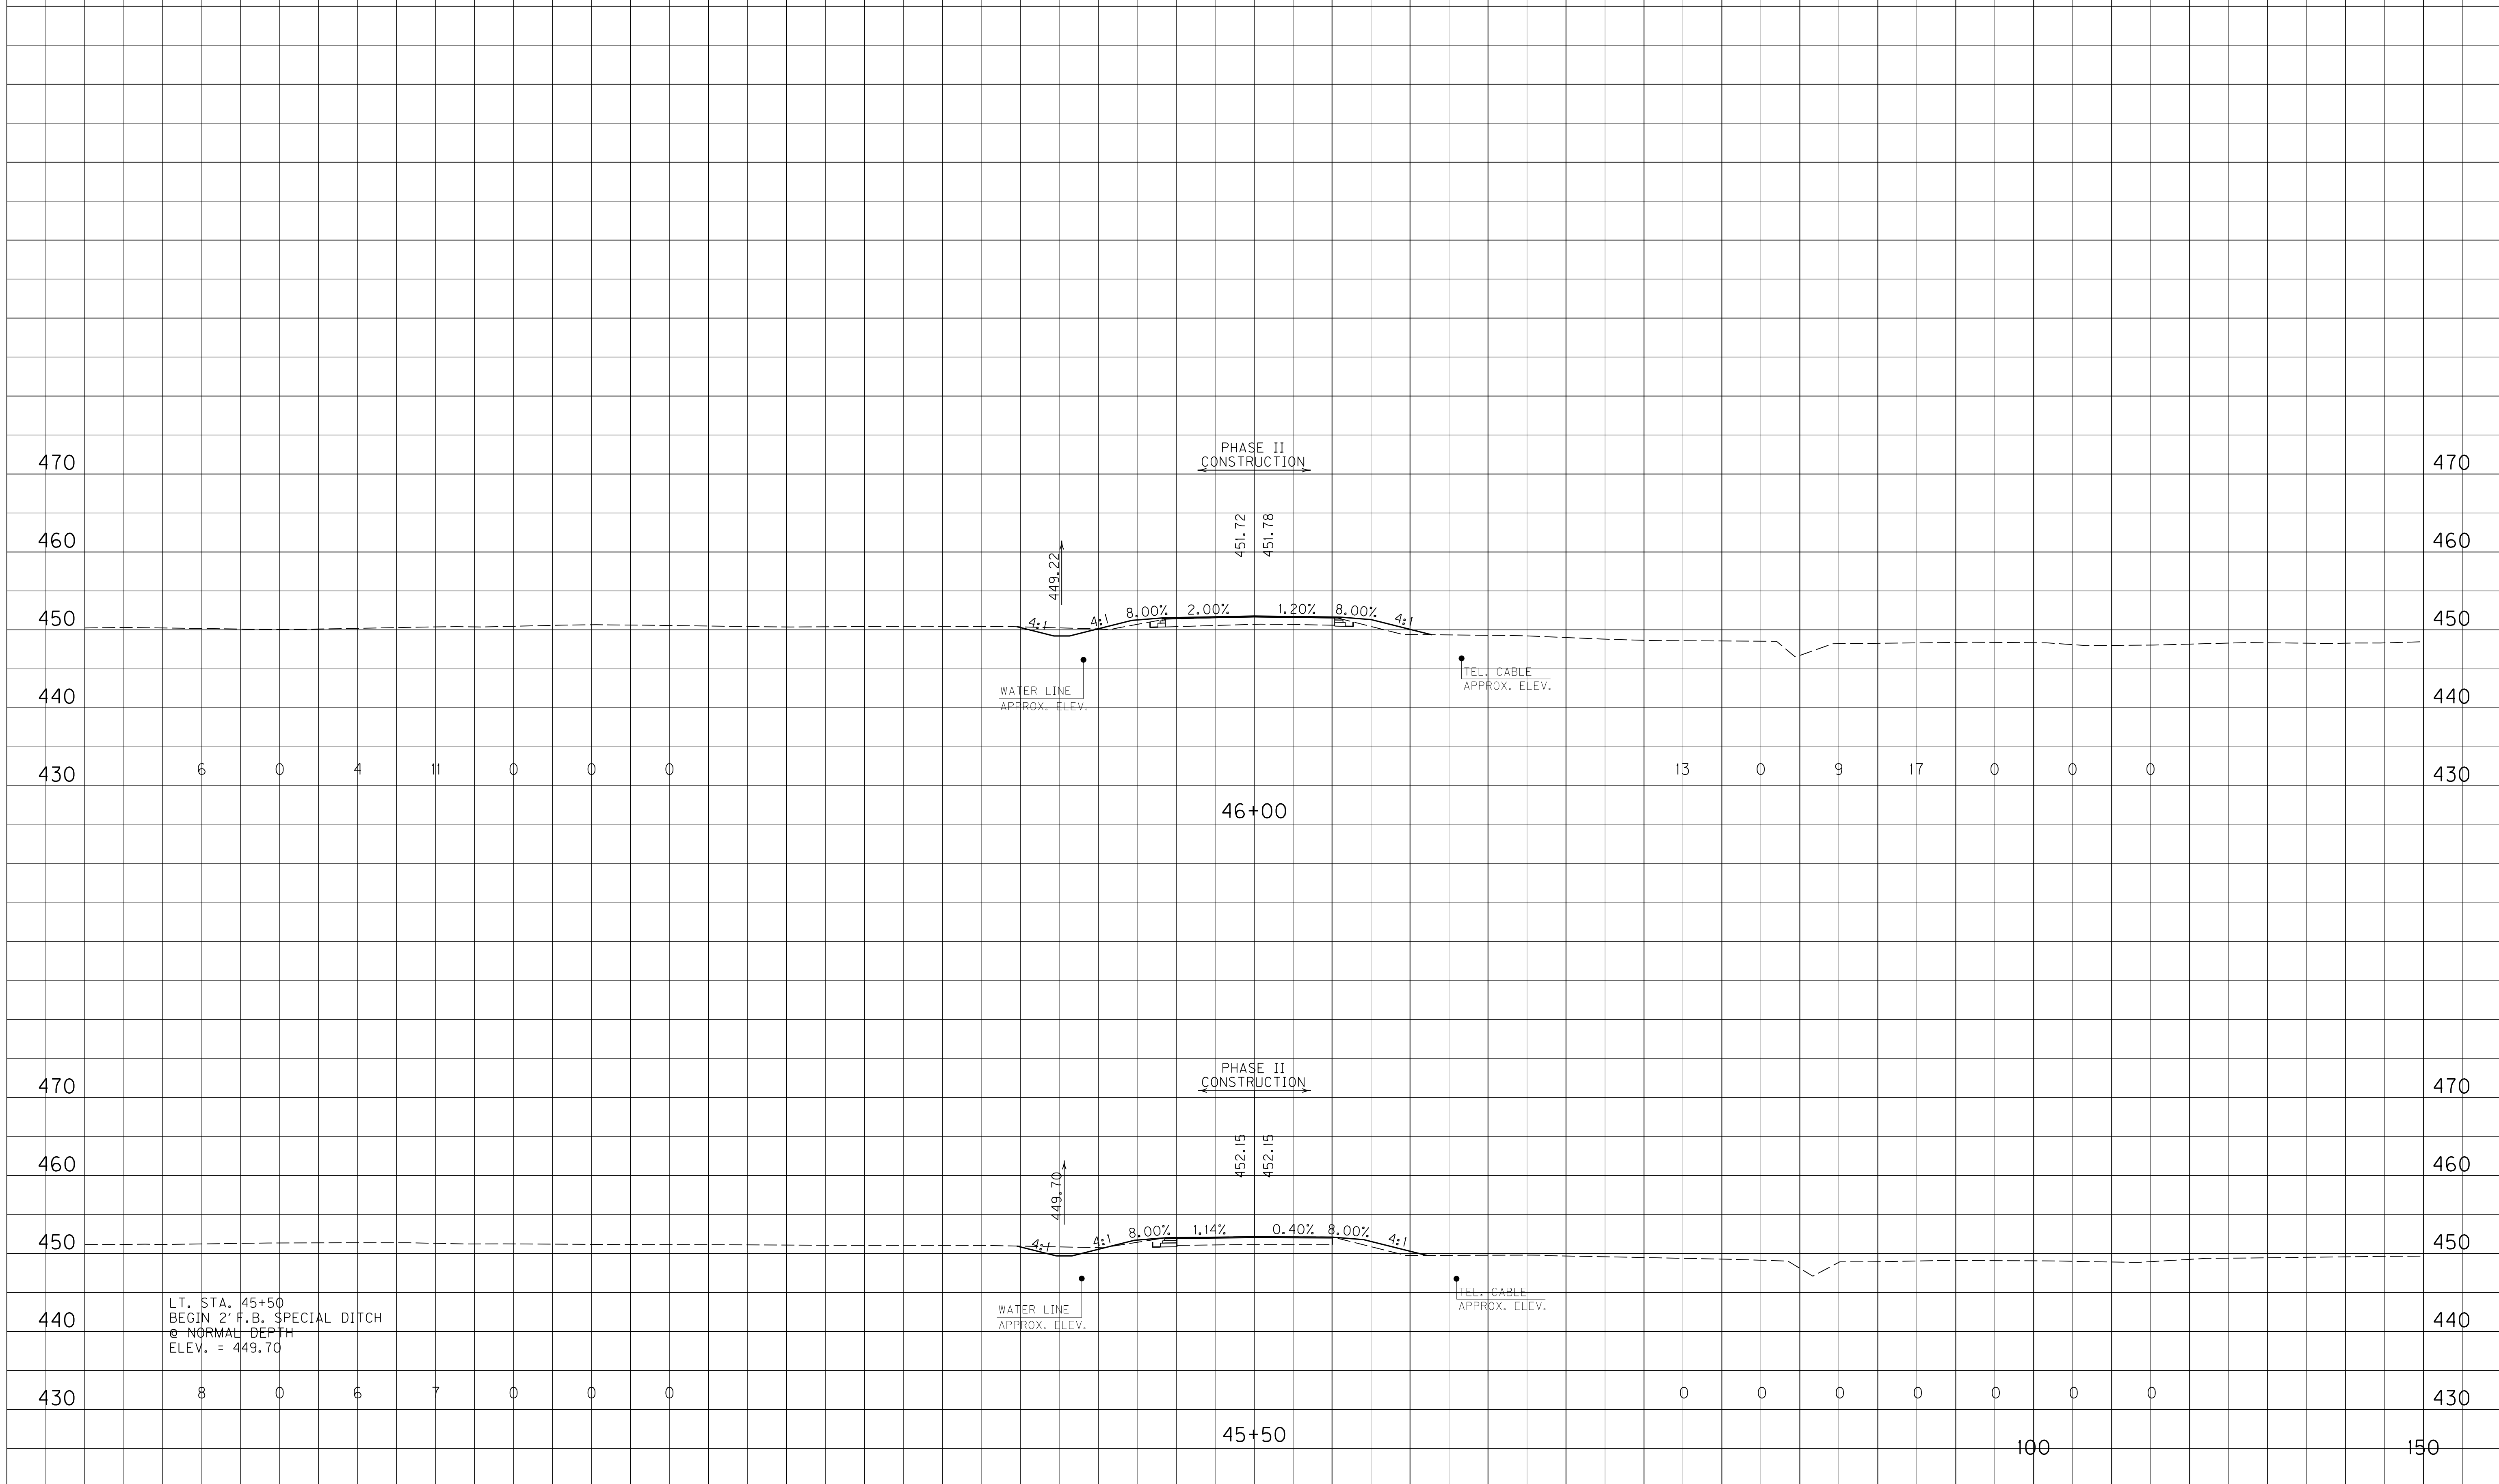 PHASE II
CONSTRUCTION
470 470
451.72 451.78
460 460
449.22
8.00% 2.00% 1.20% 8.00%
4:1 4:1 4:1
450 450
TEL. CABLE
APPROX. ELEV.
WATER LINE
APPROX. ELEV.
440 440
6 0 4 11 0 0 0 13 0 9 17 0 0 0
430 430
46+00
PHASE II
CONSTRUCTION
470 470
452.15 452.15
460 460
449.70
8.00% 1.14% 0.40% 8.00%
4:1 4:1 4:1
450 450
TEL. CABLE
APPROX. ELEV.
WATER LINE
APPROX. ELEV.
LT. STA. 45+50
BEGIN 2' F.B. SPECIAL DITCH
@ NORMAL DEPTH
ELEV. = 449.70
440 440
8 0 6 7 0 0 0 0 0 0 0 0 0 0
430 430
45+50
100 150